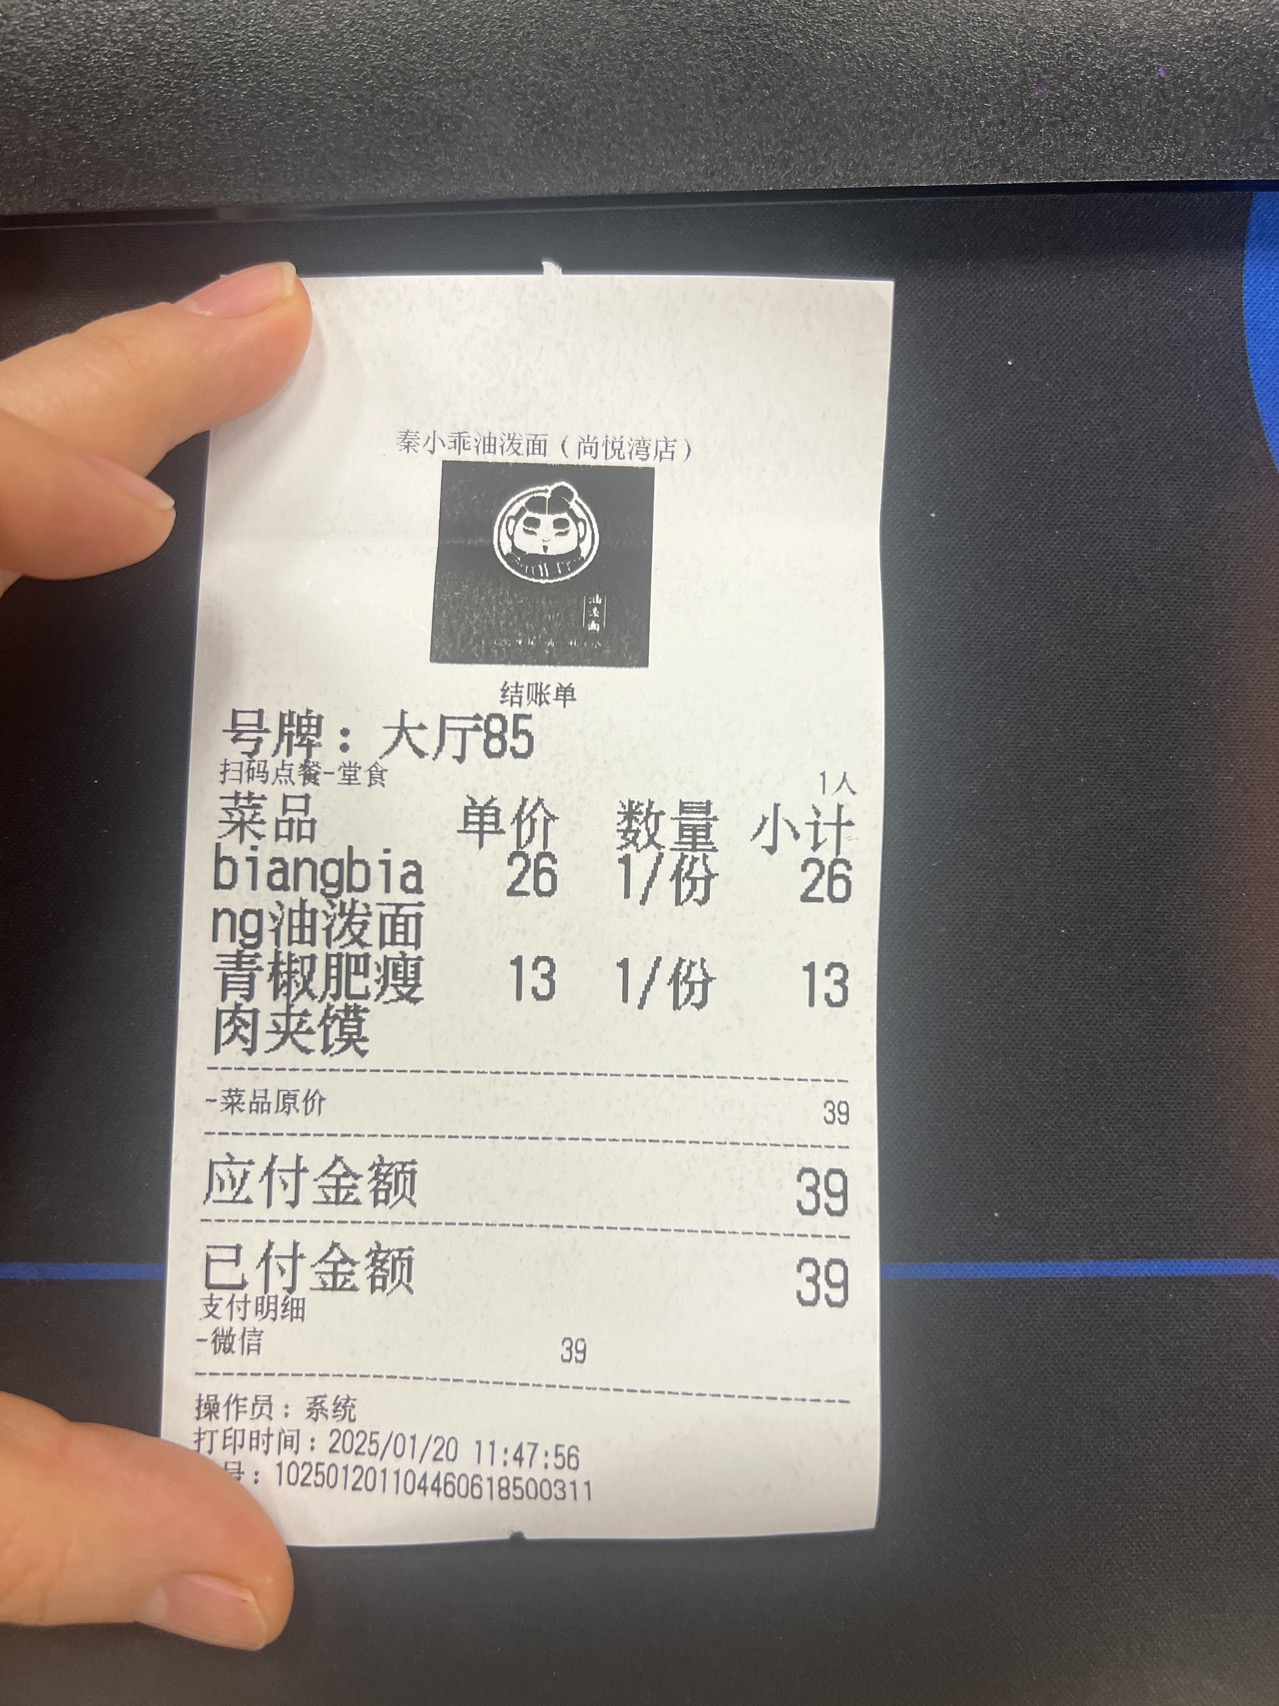 秦小乖油泼面（尚悦湾店）
油泼面
结账单
号牌：大厅85
扫码点餐-堂食 1人
菜品 单价 数量 小计
biangbia 26 1/份 26
ng油泼面
青椒肥瘦 13 1/份 13
肉夹馍
-菜品原价 39
应付金额 39
已付金额 39
支付明细
-微信 39
操作员：系统
打印时间：2025/01/20 11:47:56
号：102501201104460618500311